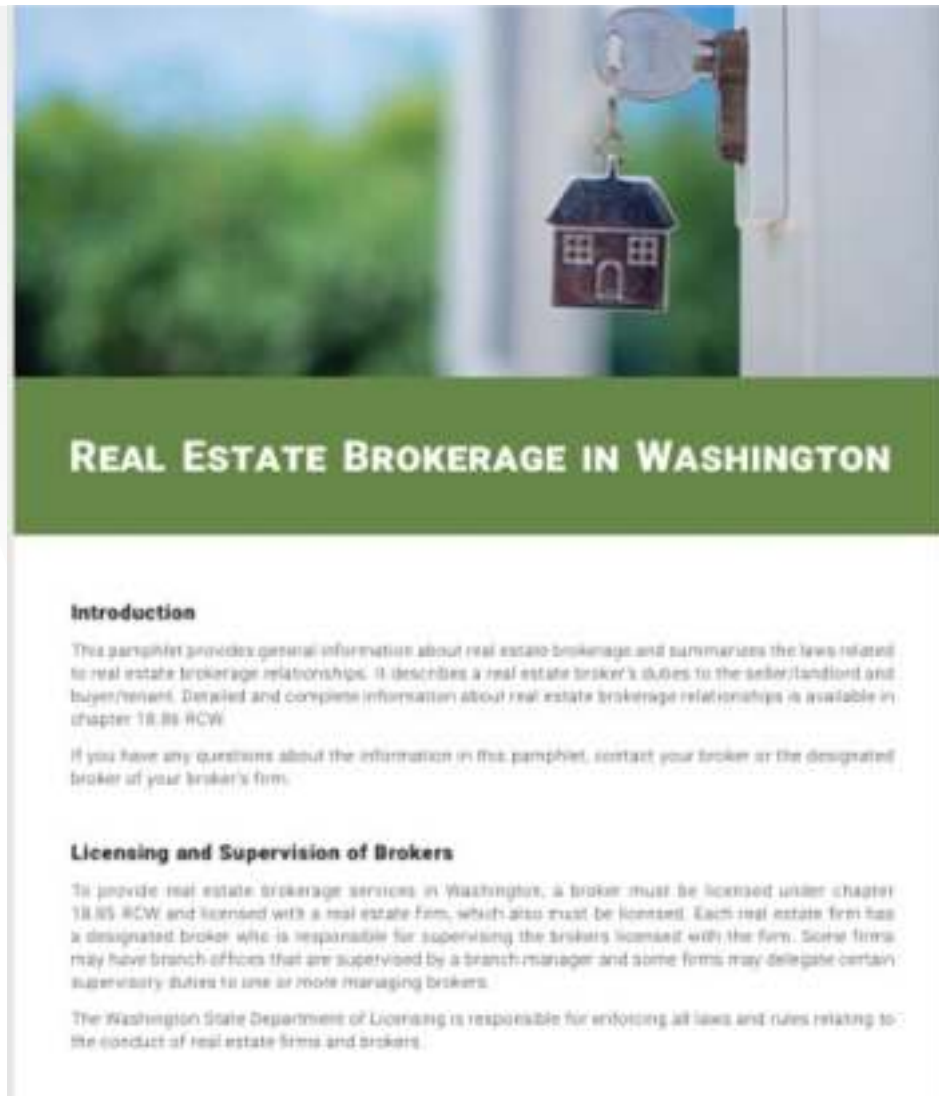 REAL ESTATE BROKERAGE IN WASHINGTON
Introduction
This pamphlet provides general information about real estate brokerage and summarizes the laws related
to real estate brokerage relationships. It describes a real estate broker's duties to the seller/landlord and
buyer/tenant. Detailed and complete information about real estate brokerage relationships is available in
chapter 18.86 RCW.
If you have any questions about the information in this pamphlet, contact your broker or the designated
broker of your broker's firm.
Licensing and Supervision of Brokers
To provide real estate brokerage services in Washington, a broker must be licensed under chapter
18.85 RCW and licensed with a real estate firm, which also must be licensed. Each real estate firm has
a designated broker who is responsible for supervising the brokers licensed with the firm. Some firms
may have branch offices that are supervised by a branch manager and some firms may delegate certain
supervisory duties to one or more managing brokers.
The Washington State Department of Licensing is responsible for enforcing all laws and rules relating to
the conduct of real estate firms and brokers.